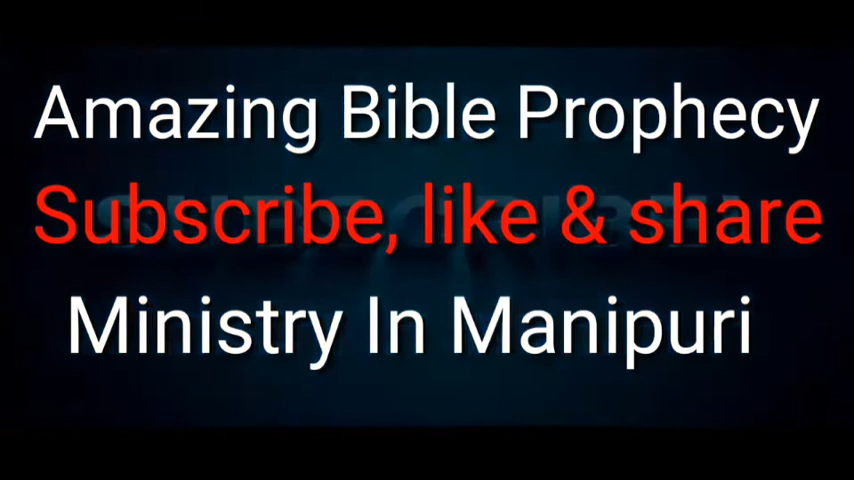 Amazing Bible Prophecy
Subscribe, like & share
Ministry In Manipuri